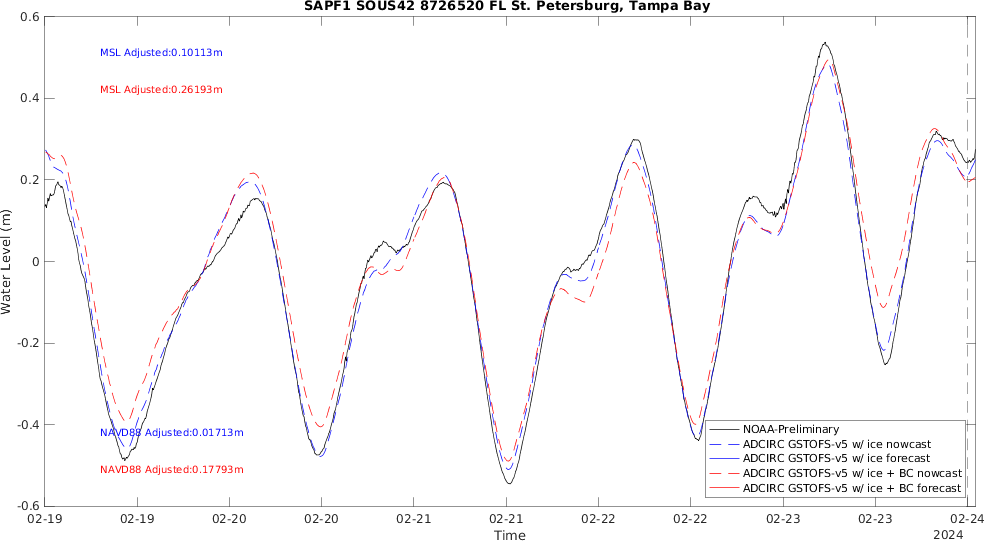 SAPF1 SOUS42 8726520 FL St. Petersburg, Tampa Bay
0.6
MSL Adjusted:0.10113m
MSL Adjusted:0.26193m
0.4
0.2
0
-0.2
-0.4
-0.6
Water Level (m)
NAVD88 Adjusted:0.01713m
NAVD88 Adjusted:0.17793m
NOAA-Preliminary
ADCIRC GSTOFS-v5 w/ ice nowcast
ADCIRC GSTOFS-v5 w/ ice forecast
ADCIRC GSTOFS-v5 w/ ice + BC nowcast
ADCIRC GSTOFS-v5 w/ ice + BC forecast
02-19 02-19 02-20 02-20 02-21 02-21 02-22 02-22 02-23 02-23 02-24
Time
2024